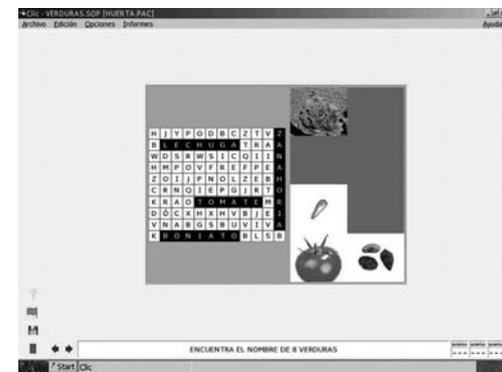 Clic - VERDURAS.SOP [HUERTA.PAC]
Archivo Edición Opciones Informes Ayuda
H J Y P O D B C Z T V Z
B L E C H U G A T R A A
W D S R W S I C Q I I N
H M P O V F R E F P E A
Z O I J P N O L Z E B H
C R N Q I E P G J R T O
K R A O T O M A T E M R
D Ó C X H X H V B J E I
V N A B G S B U V I V A
K B O N I A T O B L S B
?
ENCUENTRA EL NOMBRE DE 8 VERDURAS
Start Clic